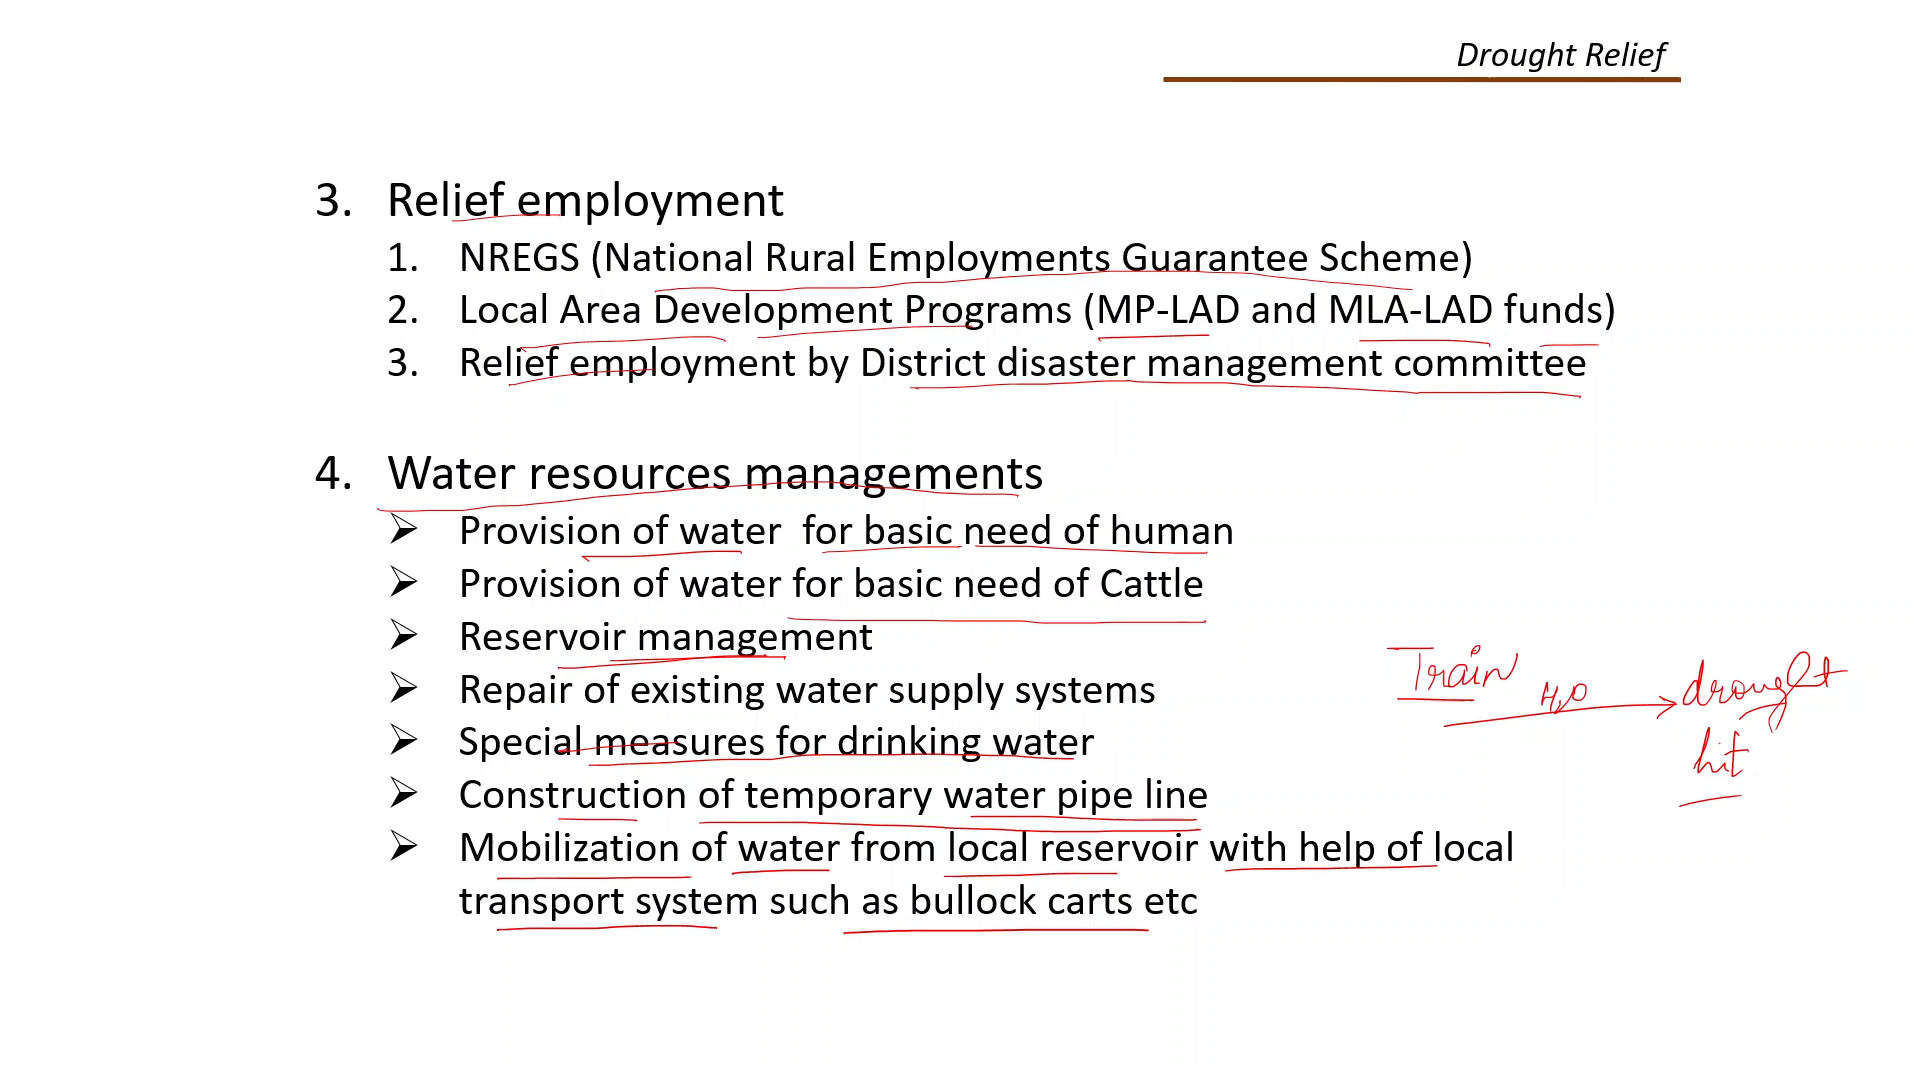 Drought Relief
3. Relief employment
1. NREGS (National Rural Employments Guarantee Scheme)
2. Local Area Development Programs (MP-LAD and MLA-LAD funds)
3. Relief employment by District disaster management committee
4. Water resources managements
➢ Provision of water for basic need of human
➢ Provision of water for basic need of Cattle
➢ Reservoir management
➢ Repair of existing water supply systems
➢ Special measures for drinking water
➢ Construction of temporary water pipe line
➢ Mobilization of water from local reservoir with help of local
transport system such as bullock carts etc
Train H2O → drought
hit